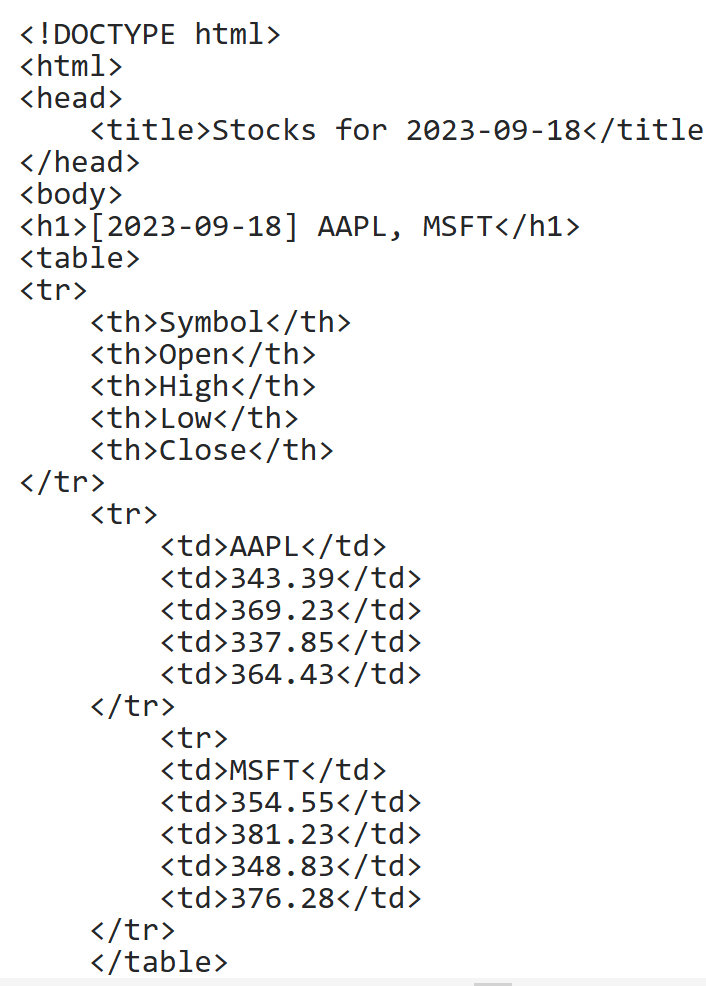 <!DOCTYPE html>
<html>
<head>
    <title>Stocks for 2023-09-18</title
</head>
<body>
<h1>[2023-09-18] AAPL, MSFT</h1>
<table>
<tr>
    <th>Symbol</th>
    <th>Open</th>
    <th>High</th>
    <th>Low</th>
    <th>Close</th>
</tr>
    <tr>
        <td>AAPL</td>
        <td>343.39</td>
        <td>369.23</td>
        <td>337.85</td>
        <td>364.43</td>
    </tr>
        <tr>
        <td>MSFT</td>
        <td>354.55</td>
        <td>381.23</td>
        <td>348.83</td>
        <td>376.28</td>
    </tr>
    </table>